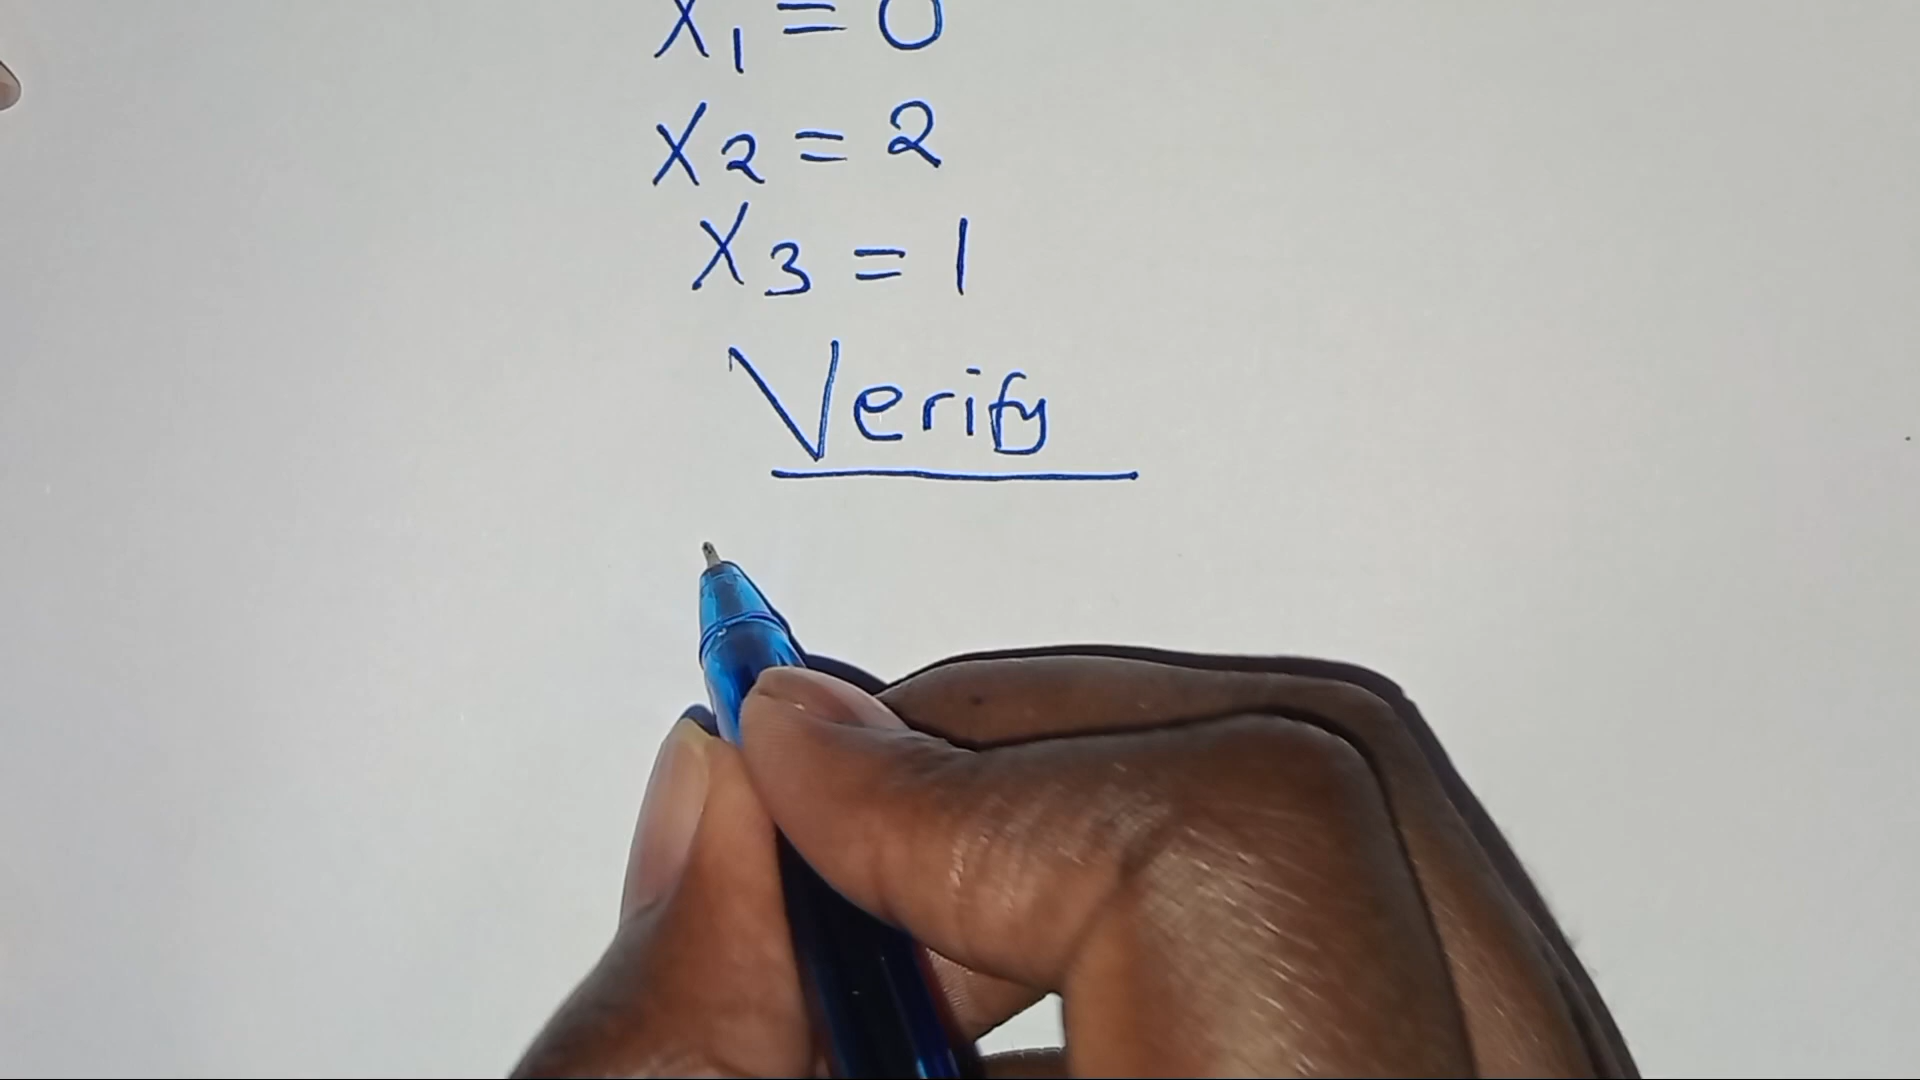 X₁ = 0
X₂ = 2
X₃ = 1
Verify